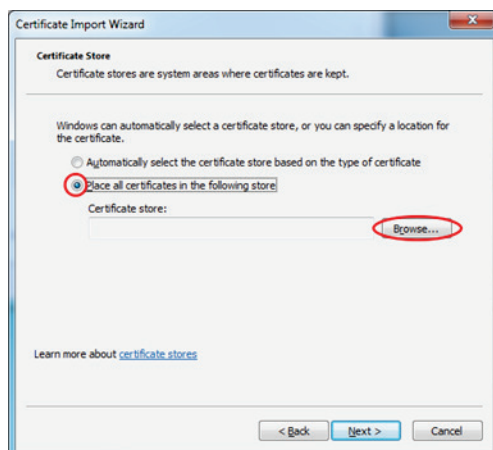 Certificate Import Wizard
Certificate Store
Certificate stores are system areas where certificates are kept.
Windows can automatically select a certificate store, or you can specify a location for
the certificate.
Automatically select the certificate store based on the type of certificate
Place all certificates in the following store
Certificate store:
Browse...
Learn more about certificate stores
< Back Next > Cancel